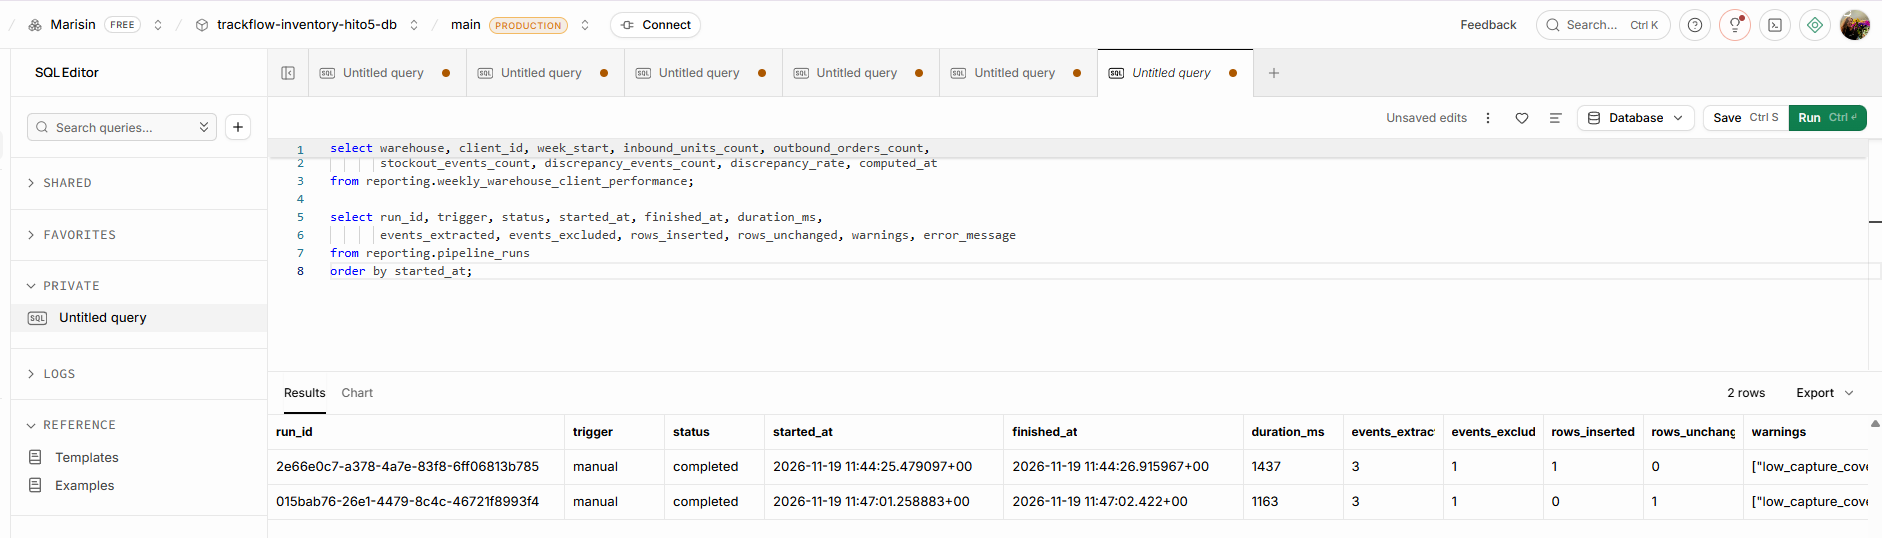 / Marisin FREE / trackflow-inventory-hito5-db / main PRODUCTION Connect Feedback Search... Ctrl K
SQL Editor
SQL Untitled query SQL Untitled query SQL Untitled query SQL Untitled query SQL Untitled query SQL Untitled query
Search queries...
Unsaved edits Database Save Ctrl S Run Ctrl ↵
SHARED
FAVORITES
PRIVATE
SQL Untitled query
LOGS
REFERENCE
Templates
Examples
1 select warehouse, client_id, week_start, inbound_units_count, outbound_orders_count,
2 stockout_events_count, discrepancy_events_count, discrepancy_rate, computed_at
3 from reporting.weekly_warehouse_client_performance;
4
5 select run_id, trigger, status, started_at, finished_at, duration_ms,
6 events_extracted, events_excluded, rows_inserted, rows_unchanged, warnings, error_message
7 from reporting.pipeline_runs
8 order by started_at;
Results Chart 2 rows Export
run_id trigger status started_at finished_at duration_ms events_extrac events_exclud rows_inserted rows_unchang warnings
2e66e0c7-a378-4a7e-83f8-6ff06813b785 manual completed 2026-11-19 11:44:25.479097+00 2026-11-19 11:44:26.915967+00 1437 3 1 1 0 ["low_capture_cove
015bab76-26e1-4479-8c4c-46721f8993f4 manual completed 2026-11-19 11:47:01.258883+00 2026-11-19 11:47:02.422+00 1163 3 1 0 1 ["low_capture_cove